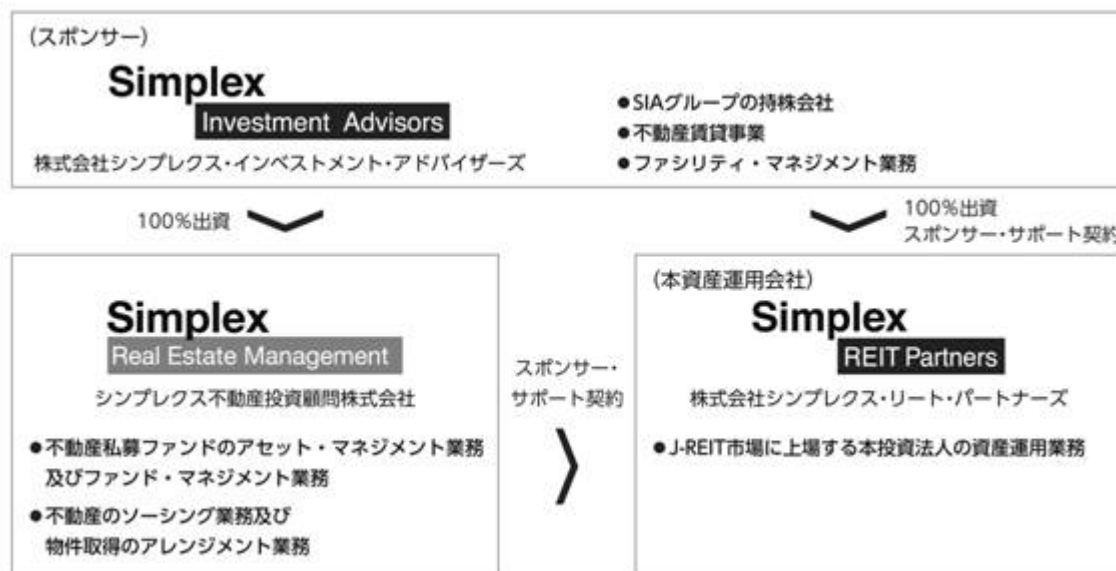 (スポンサー)
Simplex
Investment Advisors
株式会社シンプレクス・インベストメント・アドバイザーズ
●SIAグループの持株会社
●不動産賃貸事業
●ファシリティ・マネジメント業務
100%出資
100%出資
スポンサー・サポート契約
Simplex
Real Estate Management
シンプレクス不動産投資顧問株式会社
●不動産私募ファンドのアセット・マネジメント業務
及びファンド・マネジメント業務
●不動産のソーシング業務及び
物件取得のアレンジメント業務
スポンサー・
サポート契約
(本資産運用会社)
Simplex
REIT Partners
株式会社シンプレクス・リート・パートナーズ
●J-REIT市場に上場する本投資法人の資産運用業務